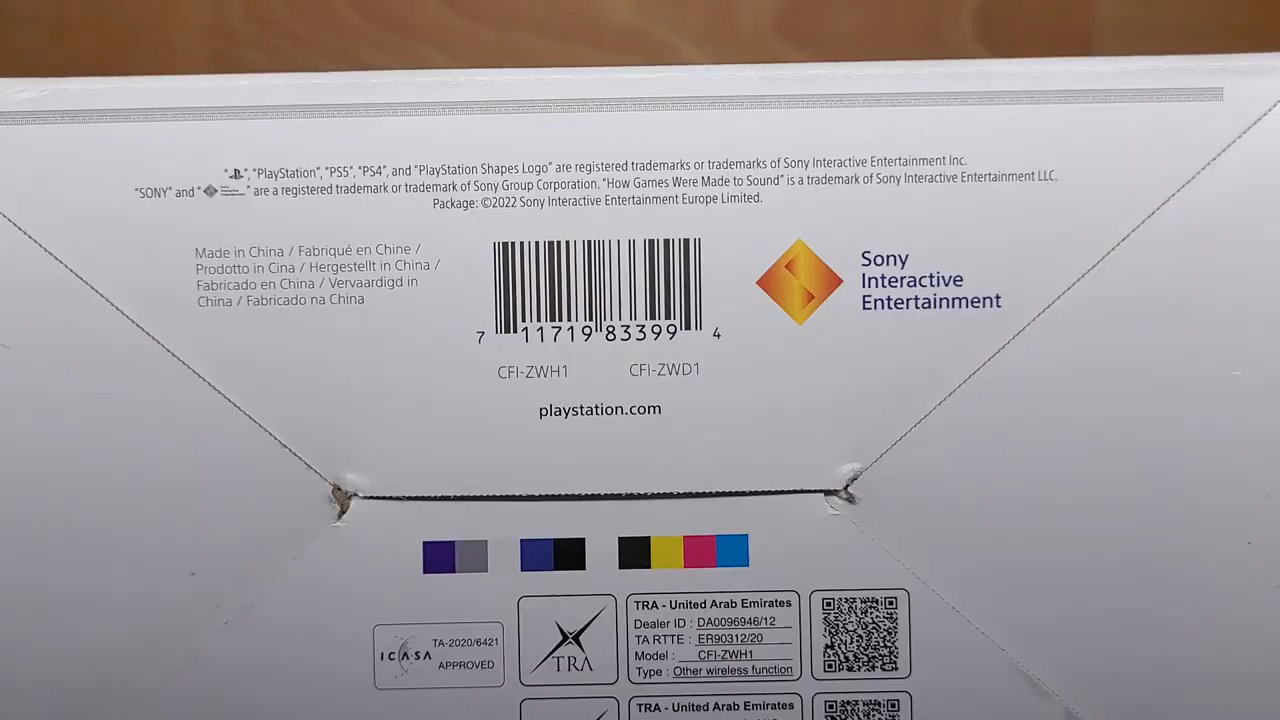 " ", "PlayStation", "PS5", "PS4", and "PlayStation Shapes Logo" are registered trademarks or trademarks of Sony Interactive Entertainment Inc.
"SONY" and " " are a registered trademark or trademark of Sony Group Corporation. "How Games Were Made to Sound" is a trademark of Sony Interactive Entertainment LLC.
Package: ©2022 Sony Interactive Entertainment Europe Limited.
Made in China / Fabriqué en Chine /
Prodotto in Cina / Hergestellt in China /
Fabricado en China / Vervaardigd in
China / Fabricado na China
7 11719 83399 4
Sony
Interactive
Entertainment
CFI-ZWH1 CFI-ZWD1
playstation.com
ICASA
TA-2020/6421
APPROVED
TRA
TRA - United Arab Emirates
Dealer ID : DA0096946/12
TA RTTE : ER90312/20
Model : CFI-ZWH1
Type : Other wireless function
TRA - United Arab Emirates